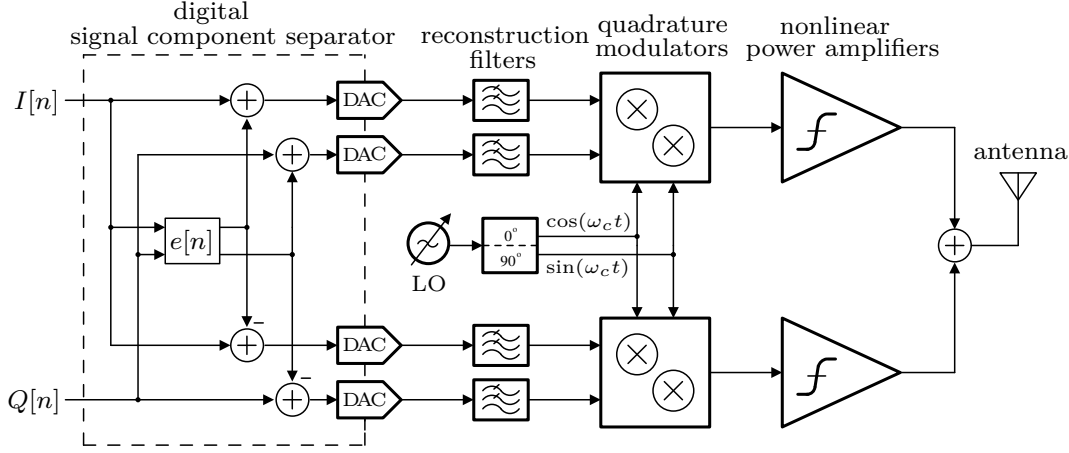 digital
signal component separator
reconstruction
filters
quadrature
modulators
nonlinear
power amplifiers
I[n]
DAC
DAC
antenna
e[n]
LO
0°
90°
cos(ω_c t)
sin(ω_c t)
−
DAC
−
Q[n]
DAC